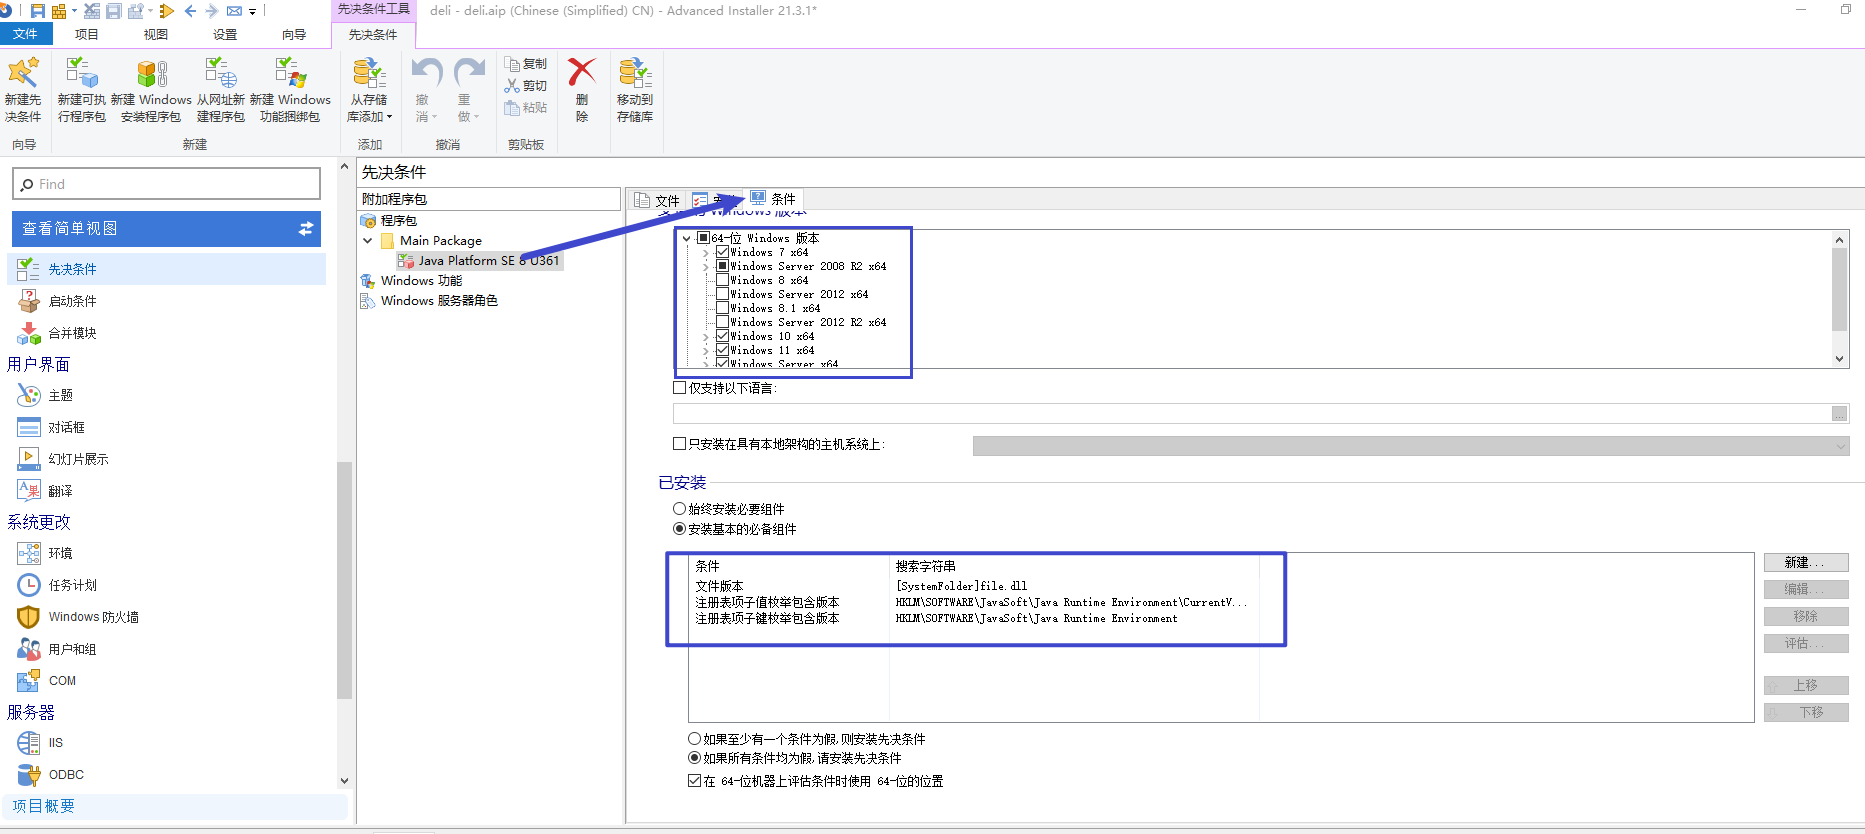 先决条件工具
deli - deli.aip (Chinese (Simplified) CN) - Advanced Installer 21.3.1*
文件
项目
视图
设置
向导
先决条件
新建先
决条件
新建可执
行程序包
新建 Windows
安装程序包
从网址新
建程序包
新建 Windows
功能捆绑包
从存储
库添加
撤
消
重
做
复制
剪切
粘贴
删
除
移动到
存储库
向导
新建
添加
撤消
剪贴板
Find
查看简单视图
先决条件
启动条件
合并模块
用户界面
主题
对话框
幻灯片展示
翻译
系统更改
环境
任务计划
Windows 防火墙
用户和组
COM
服务器
IIS
ODBC
项目概要
先决条件
附加程序包
程序包
Main Package
Java Platform SE 8 U361
Windows 功能
Windows 服务器角色
文件
条件
Windows 版本
64-位 Windows 版本
Windows 7 x64
Windows Server 2008 R2 x64
Windows 8 x64
Windows Server 2012 x64
Windows 8.1 x64
Windows Server 2012 R2 x64
Windows 10 x64
Windows 11 x64
Windows Server x64
仅支持以下语言:
...
只安装在具有本地架构的主机系统上:
已安装
始终安装必要组件
安装基本的必备组件
条件 搜索字符串
文件版本 [SystemFolder]file.dll
注册表项子值枚举包含版本 HKLM\SOFTWARE\JavaSoft\Java Runtime Environment\CurrentV...
注册表项子键枚举包含版本 HKLM\SOFTWARE\JavaSoft\Java Runtime Environment
新建...
编辑...
移除
评估...
上移
下移
如果至少有一个条件为假,则安装先决条件
如果所有条件均为假,请安装先决条件
在 64-位机器上评估条件时使用 64-位的位置